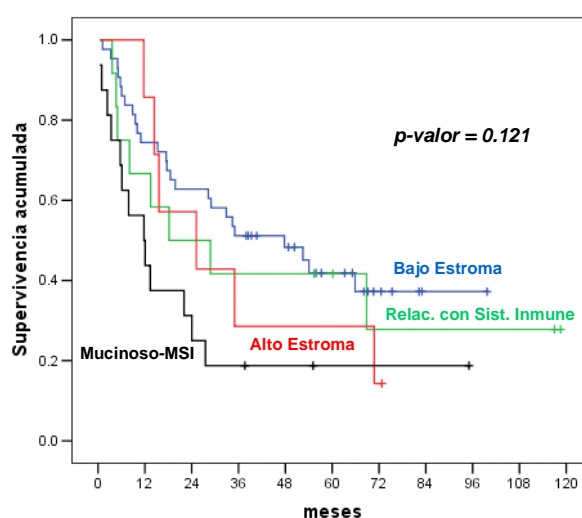 1.0
0.8
0.6
0.4
0.2
0.0
Supervivencia acumulada
p-valor = 0.121
Bajo Estroma
Relac. con Sist. Inmune
Alto Estroma
Mucinoso-MSI
0 12 24 36 48 60 72 84 96 108 120
meses